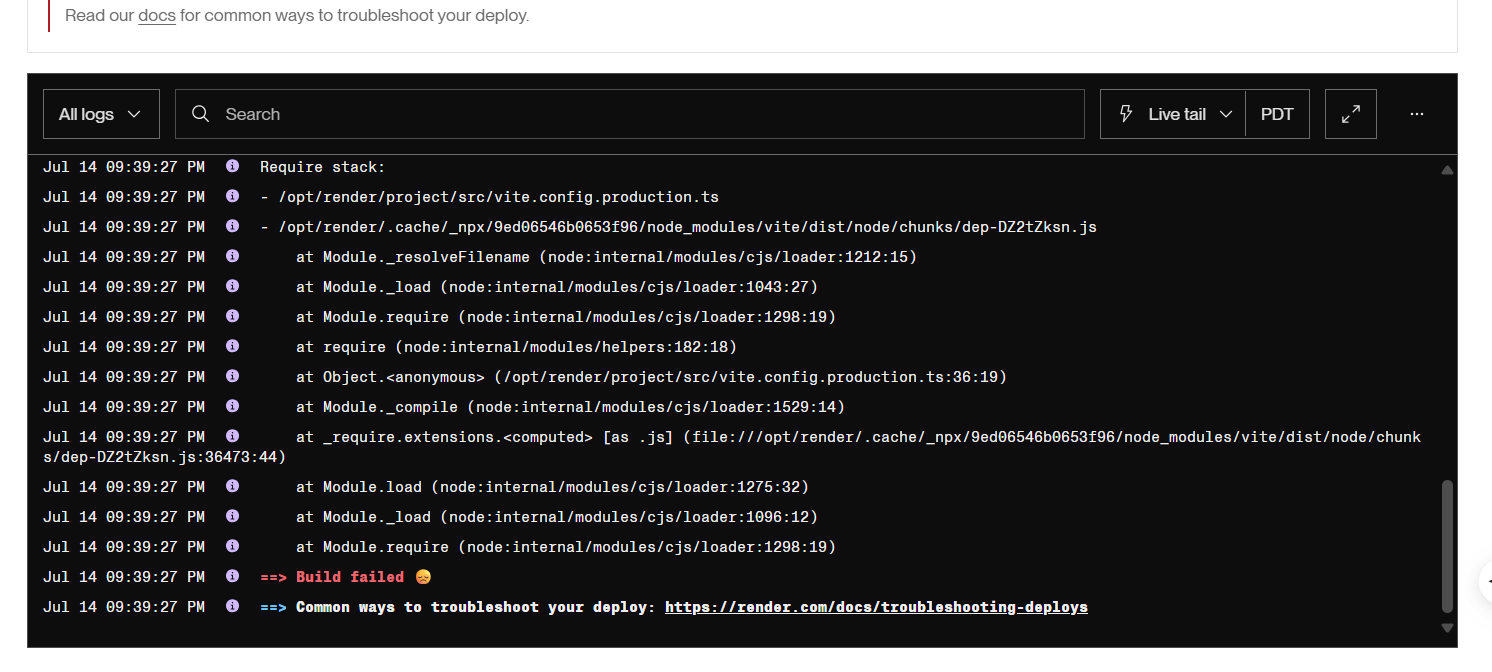 Read our docs for common ways to troubleshoot your deploy.
All logs
Search
Live tail
PDT
Jul 14 09:39:27 PM Require stack:
Jul 14 09:39:27 PM - /opt/render/project/src/vite.config.production.ts
Jul 14 09:39:27 PM - /opt/render/.cache/_npx/9ed06546b0653f96/node_modules/vite/dist/node/chunks/dep-DZ2tZksn.js
Jul 14 09:39:27 PM at Module._resolveFilename (node:internal/modules/cjs/loader:1212:15)
Jul 14 09:39:27 PM at Module._load (node:internal/modules/cjs/loader:1043:27)
Jul 14 09:39:27 PM at Module.require (node:internal/modules/cjs/loader:1298:19)
Jul 14 09:39:27 PM at require (node:internal/modules/helpers:182:18)
Jul 14 09:39:27 PM at Object.<anonymous> (/opt/render/project/src/vite.config.production.ts:36:19)
Jul 14 09:39:27 PM at Module._compile (node:internal/modules/cjs/loader:1529:14)
Jul 14 09:39:27 PM at _require.extensions.<computed> [as .js] (file:///opt/render/.cache/_npx/9ed06546b0653f96/node_modules/vite/dist/node/chunk
s/dep-DZ2tZksn.js:36473:44)
Jul 14 09:39:27 PM at Module.load (node:internal/modules/cjs/loader:1275:32)
Jul 14 09:39:27 PM at Module._load (node:internal/modules/cjs/loader:1096:12)
Jul 14 09:39:27 PM at Module.require (node:internal/modules/cjs/loader:1298:19)
Jul 14 09:39:27 PM ==> Build failed 😞
Jul 14 09:39:27 PM ==> Common ways to troubleshoot your deploy: https://render.com/docs/troubleshooting-deploys